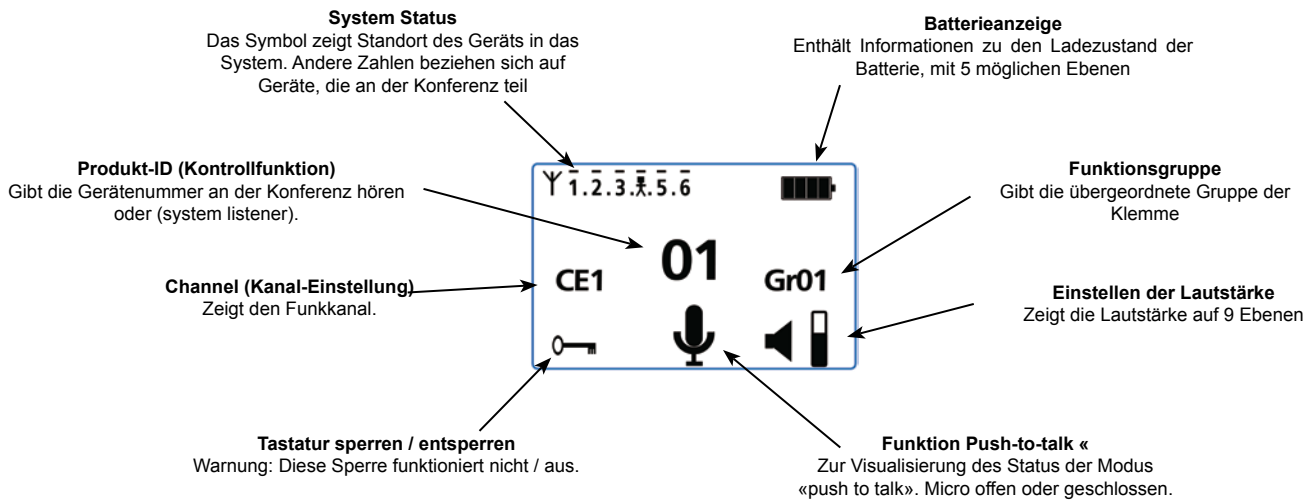 System Status
Das Symbol zeigt Standort des Geräts in das
System. Andere Zahlen beziehen sich auf
Geräte, die an der Konferenz teil
Batterieanzeige
Enthält Informationen zu den Ladezustand der
Batterie, mit 5 möglichen Ebenen
Produkt-ID (Kontrollfunktion)
Gibt die Gerätenummer an der Konferenz hören
oder (system listener).
Funktionsgruppe
Gibt die übergeordnete Gruppe der
Klemme
1.2.3. .5.6
01
CE1
Gr01
Channel (Kanal-Einstellung)
Zeigt den Funkkanal.
Einstellen der Lautstärke
Zeigt die Lautstärke auf 9 Ebenen
Tastatur sperren / entsperren
Warnung: Diese Sperre funktioniert nicht / aus.
Funktion Push-to-talk «
Zur Visualisierung des Status der Modus
«push to talk». Micro offen oder geschlossen.